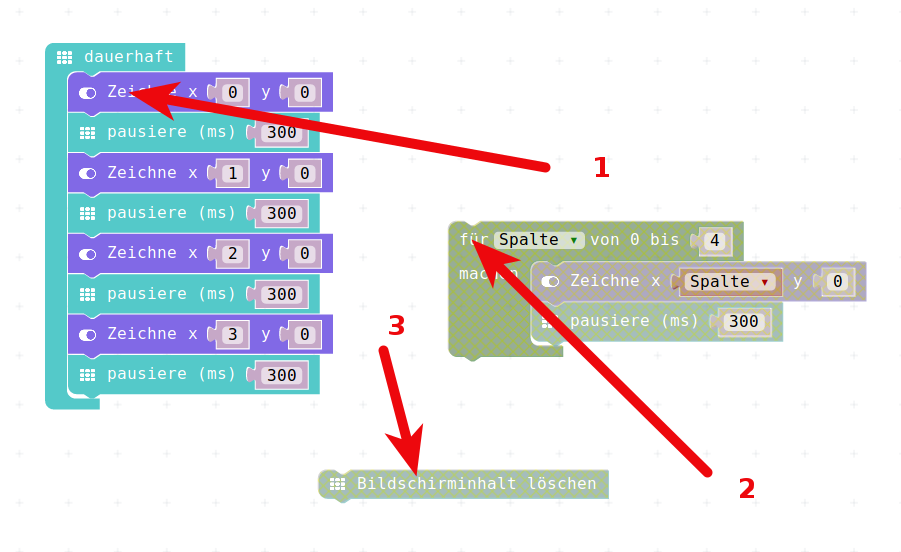 dauerhaft
Zeichne x 0 y 0
pausiere (ms) 300
Zeichne x 1 y 0
pausiere (ms) 300
Zeichne x 2 y 0
pausiere (ms) 300
Zeichne x 3 y 0
pausiere (ms) 300
1
für Spalte von 0 bis 4
machen Zeichne x Spalte y 0
pausiere (ms) 300
2
3
Bildschirminhalt löschen